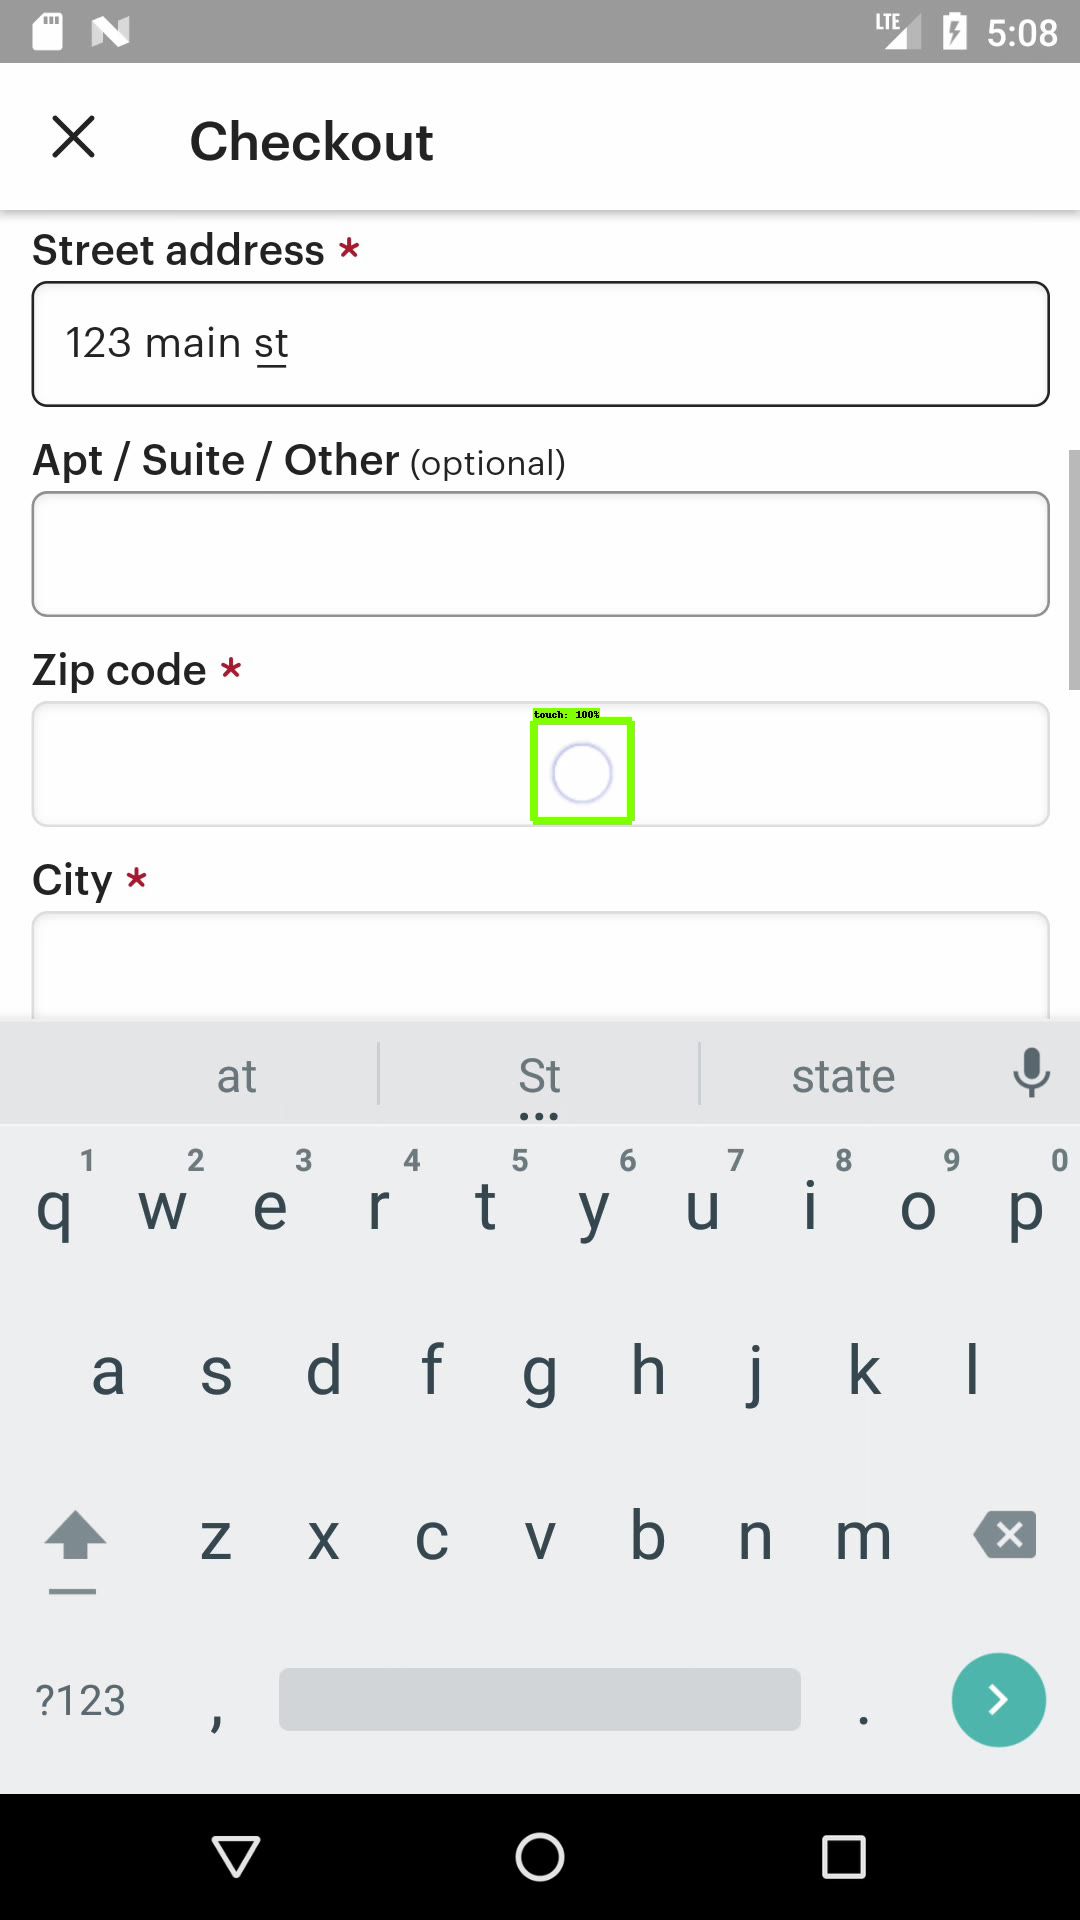 LTE 5:08
Checkout
Street address *
123 main st
Apt / Suite / Other (optional)
Zip code *
touch: 100%
City *
at St state
1 2 3 4 5 6 7 8 9 0
q w e r t y u i o p
a s d f g h j k l
z x c v b n m
?123 , .